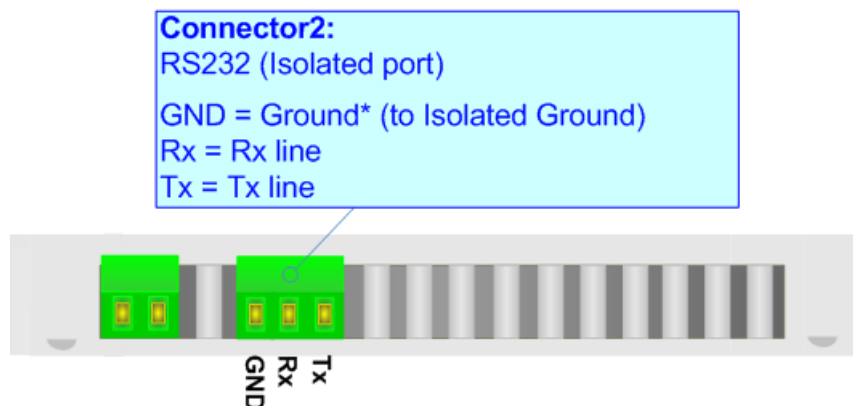 Connector2:
RS232 (Isolated port)
GND = Ground* (to Isolated Ground)
Rx = Rx line
Tx = Tx line
GND
Rx
Tx